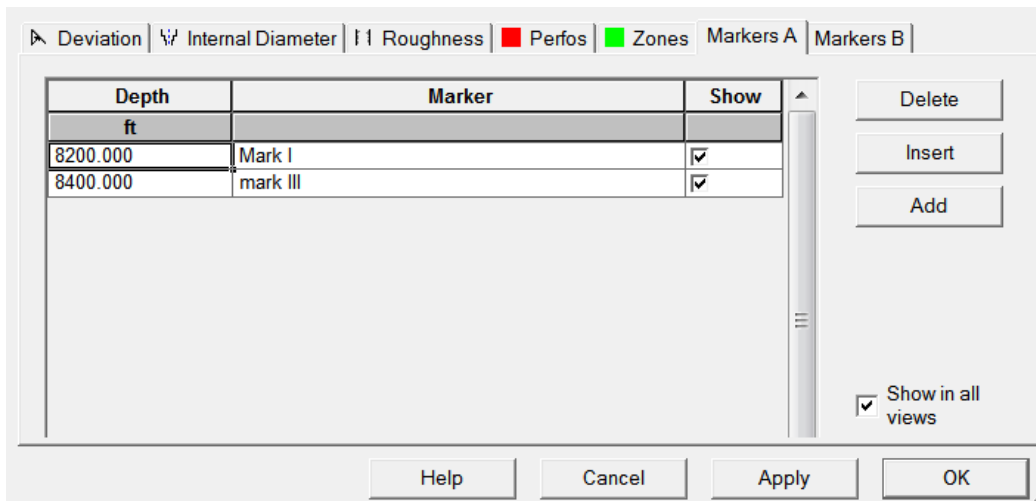 Deviation Internal Diameter Roughness Perfos Zones Markers A Markers B
Depth Marker Show
ft
8200.000 Mark I
8400.000 mark III
Delete
Insert
Add
Show in all
views
Help Cancel Apply OK